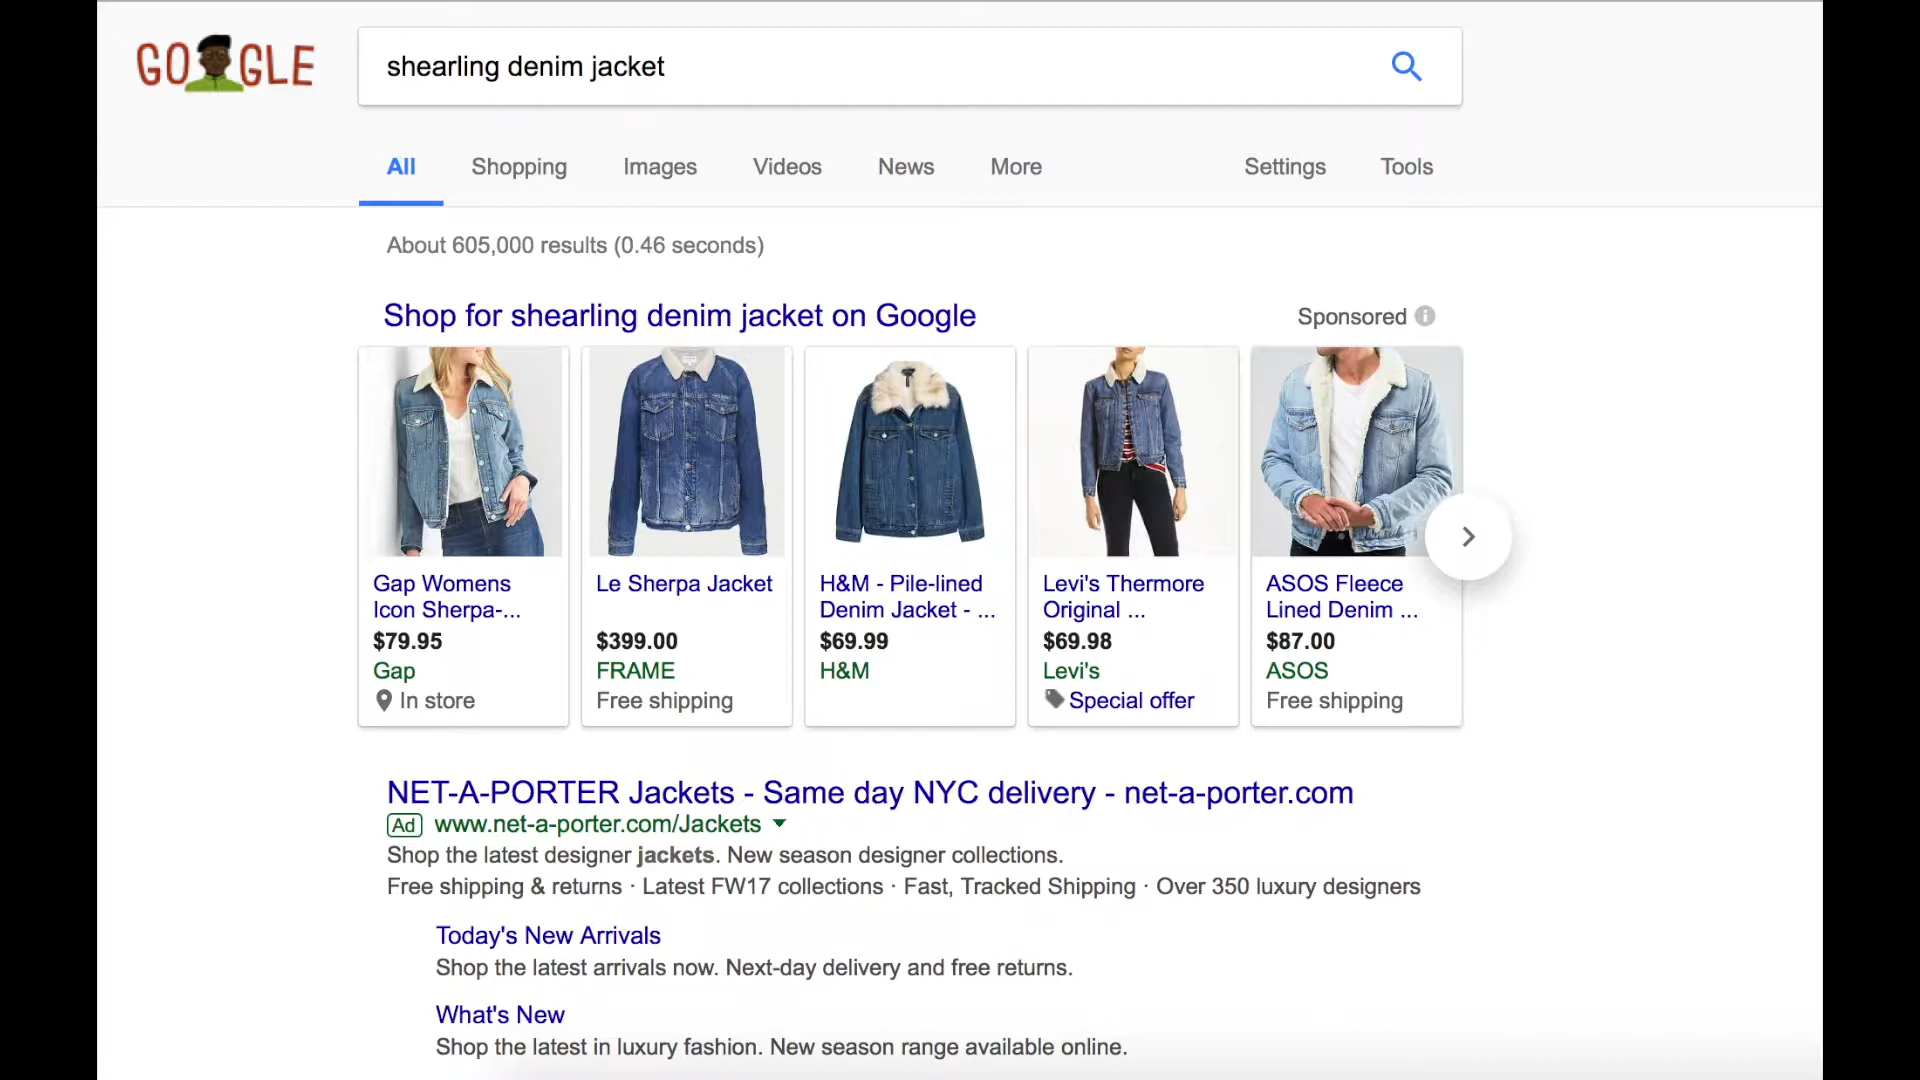 GO GLE
shearling denim jacket
All Shopping Images Videos News More Settings Tools
About 605,000 results (0.46 seconds)
Shop for shearling denim jacket on Google
Sponsored
Gap Womens
Icon Sherpa-...
$79.95
Gap
In store
Le Sherpa Jacket
$399.00
FRAME
Free shipping
H&M - Pile-lined
Denim Jacket - ...
$69.99
H&M
Levi's Thermore
Original ...
$69.98
Levi's
Special offer
ASOS Fleece
Lined Denim ...
$87.00
ASOS
Free shipping
NET-A-PORTER Jackets - Same day NYC delivery - net-a-porter.com
Ad www.net-a-porter.com/Jackets
Shop the latest designer jackets. New season designer collections.
Free shipping & returns · Latest FW17 collections · Fast, Tracked Shipping · Over 350 luxury designers
Today's New Arrivals
Shop the latest arrivals now. Next-day delivery and free returns.
What's New
Shop the latest in luxury fashion. New season range available online.